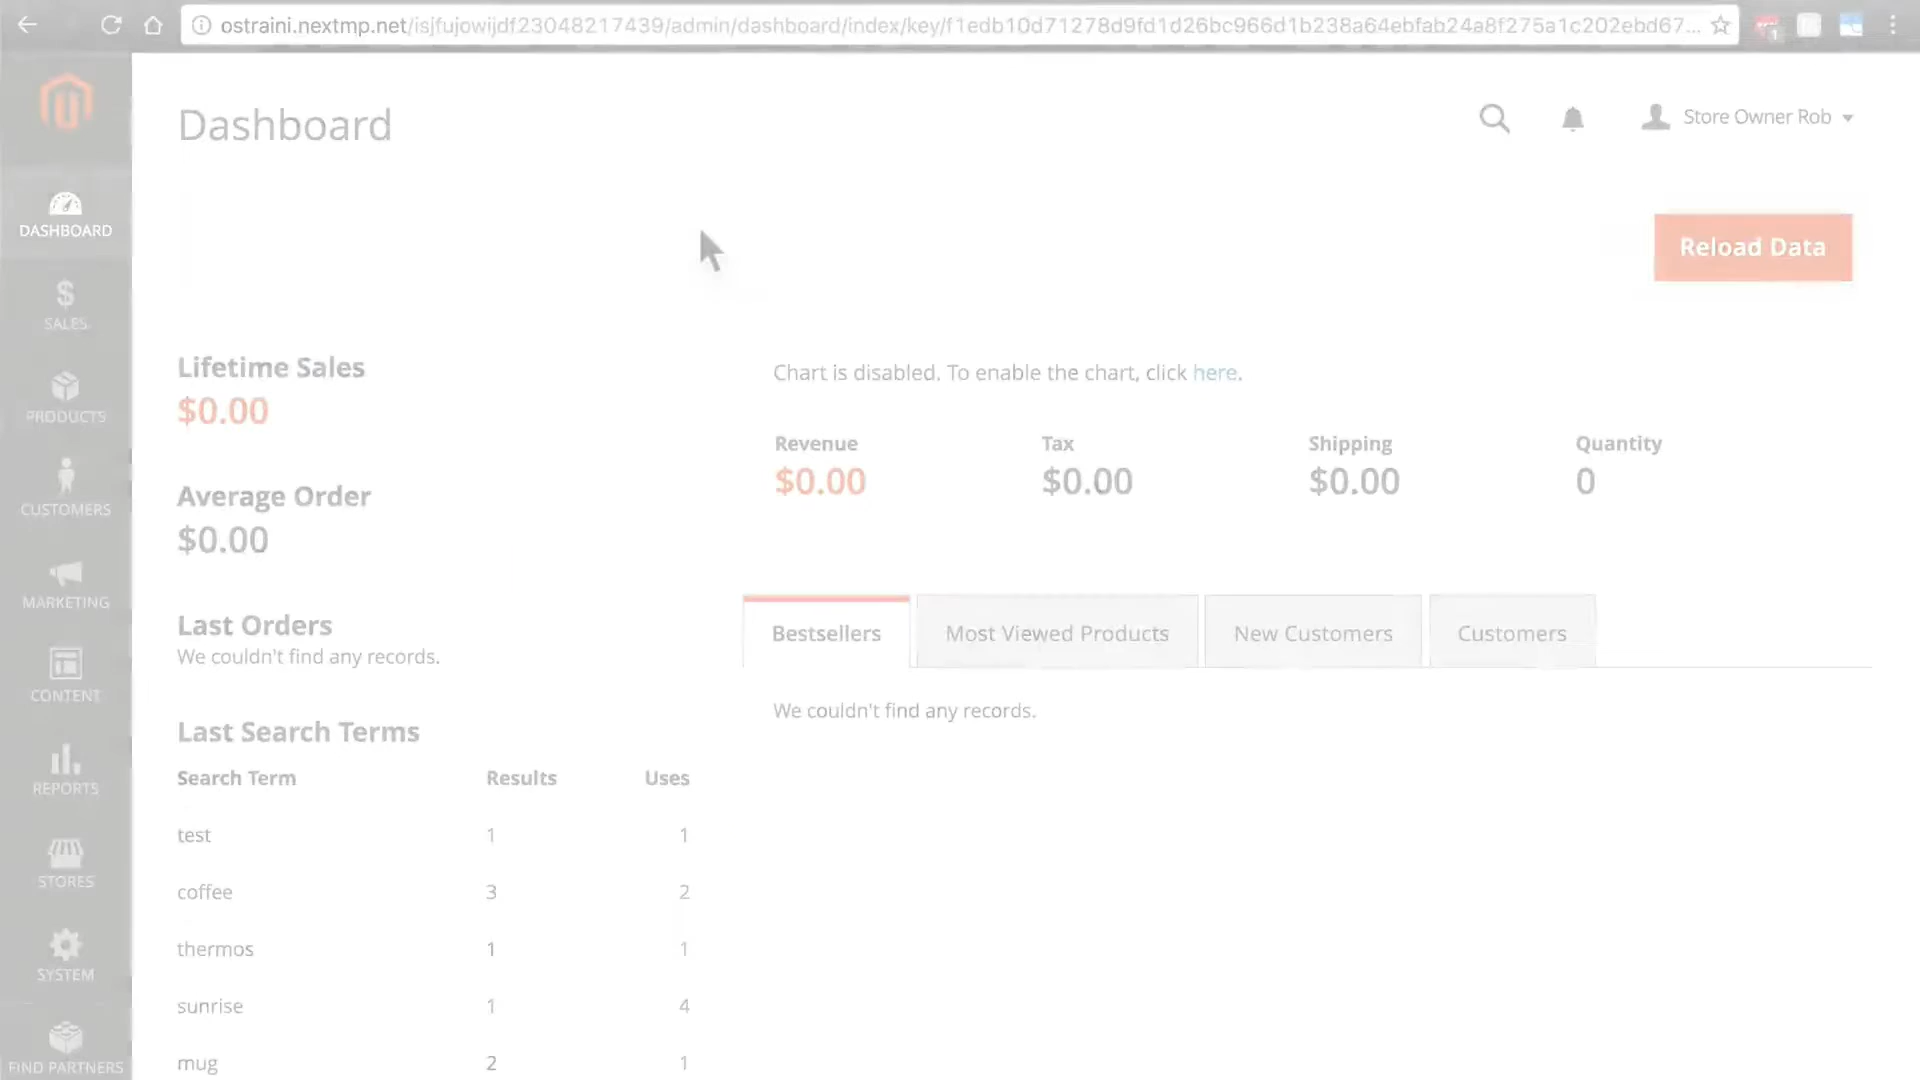 ostraini.nextmp.net/isjfujowijdf23048217439/admin/dashboard/index/key/f1edb10d71278d9fd1d26bc966d1b238a64ebfab24a8f275a1c202ebd67...
1
Dashboard
Store Owner Rob
DASHBOARD
Reload Data
SALES
Lifetime Sales
$0.00
Chart is disabled. To enable the chart, click here.
PRODUCTS
Revenue Tax Shipping Quantity
$0.00 $0.00 $0.00 0
CUSTOMERS
Average Order
$0.00
MARKETING
Last Orders
We couldn't find any records.
Bestsellers Most Viewed Products New Customers Customers
CONTENT
We couldn't find any records.
Last Search Terms
Search Term Results Uses
REPORTS
test 1 1
STORES
coffee 3 2
thermos 1 1
SYSTEM
sunrise 1 4
mug 2 1
FIND PARTNERS